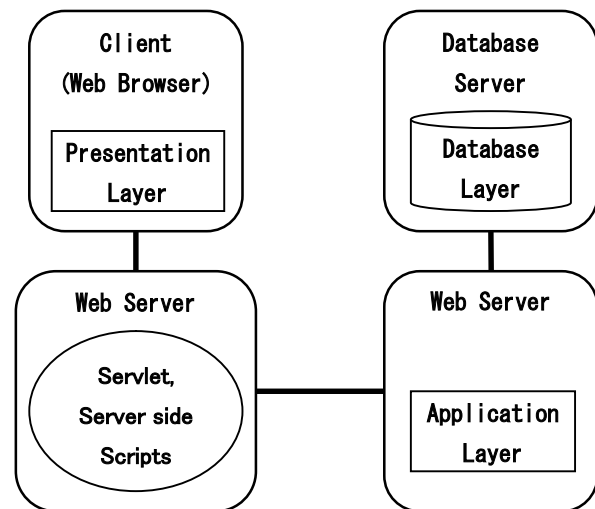 Client
(Web Browser)
Presentation
Layer
Database
Server
Database
Layer
Web Server
Servlet,
Server side
Scripts
Web Server
Application
Layer